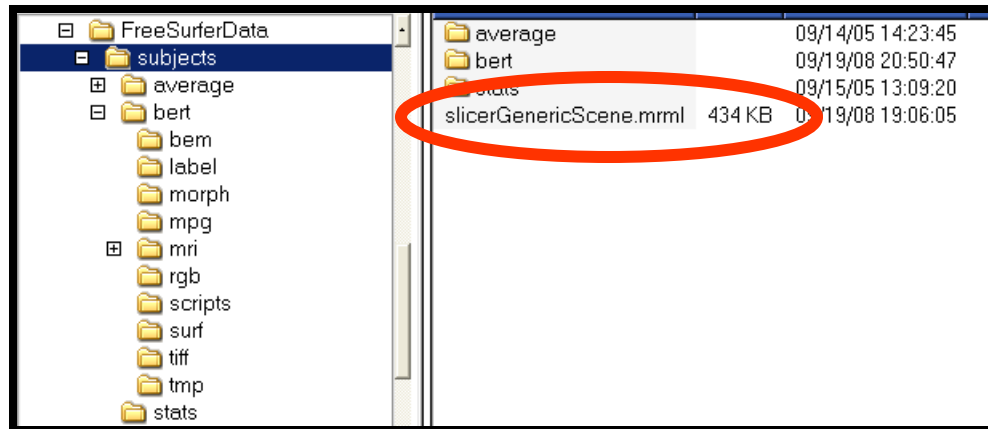 FreeSurferData
subjects
average
bert
bem
label
morph
mpg
mri
rgb
scripts
surf
tiff
tmp
stats
average 09/14/05 14:23:45
bert 09/19/08 20:50:47
stats 09/15/05 13:09:20
slicerGenericScene.mrml 434 KB 09/19/08 19:06:05